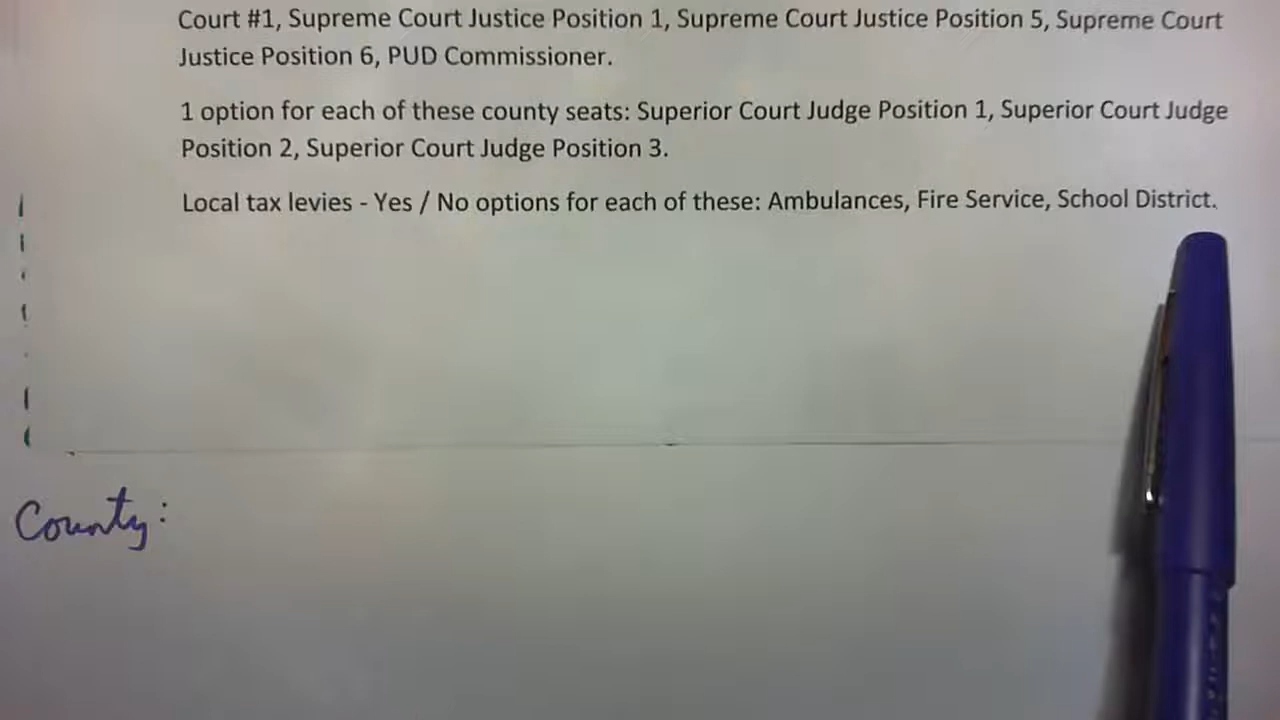 Court #1, Supreme Court Justice Position 1, Supreme Court Justice Position 5, Supreme Court
Justice Position 6, PUD Commissioner.
1 option for each of these county seats: Superior Court Judge Position 1, Superior Court Judge
Position 2, Superior Court Judge Position 3.
Local tax levies - Yes / No options for each of these: Ambulances, Fire Service, School District.
County: